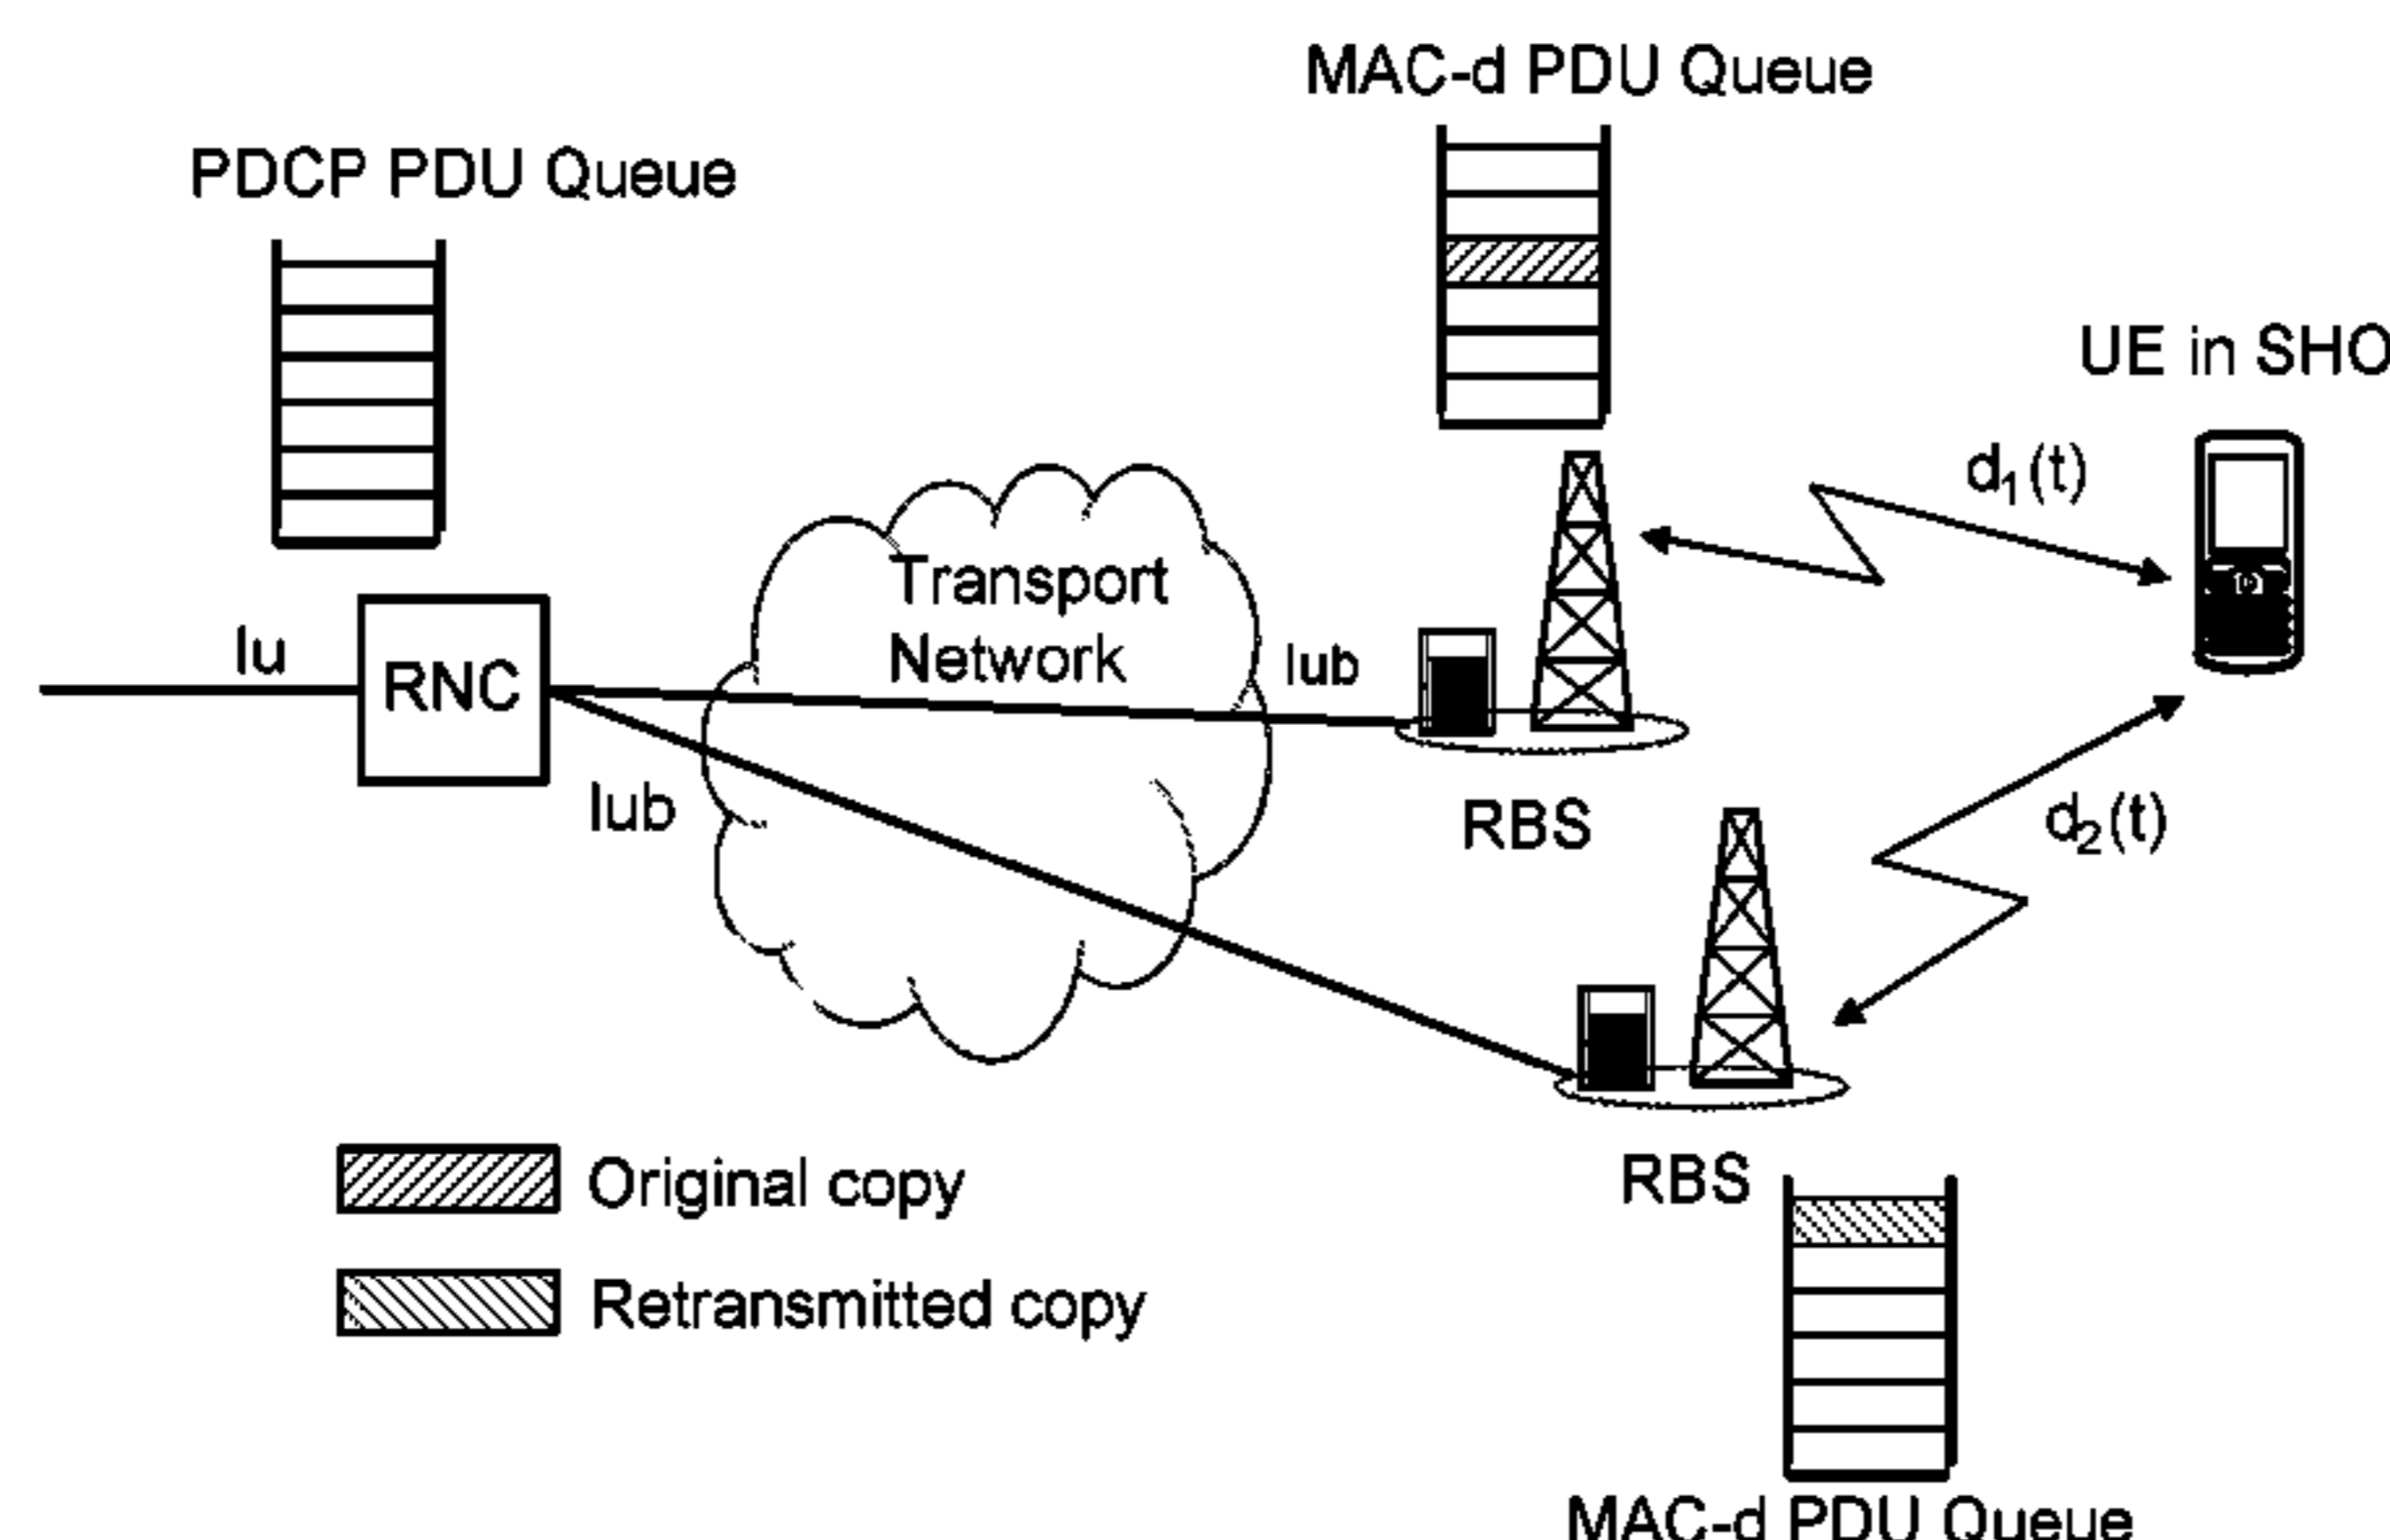 MAC-d PDU Queue
PDCP PDU Queue
UE in SHO
d₁(t)
Transport
Network
Iu
RNC
Iub
Iub
RBS
d₂(t)
RBS
Original copy
Retransmitted copy
MAC-d PDU Queue